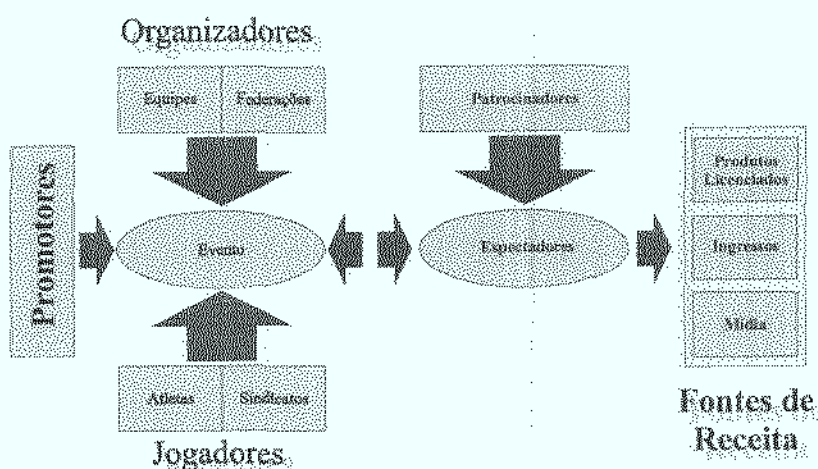 Organizadores
Equipes
Federações
Patrocinadores
Promotores
Evento
Espectadores
Produtos
Licenciados
Ingressos
Mídia
Atletas
Sindicatos
Jogadores
Fontes de
Receita